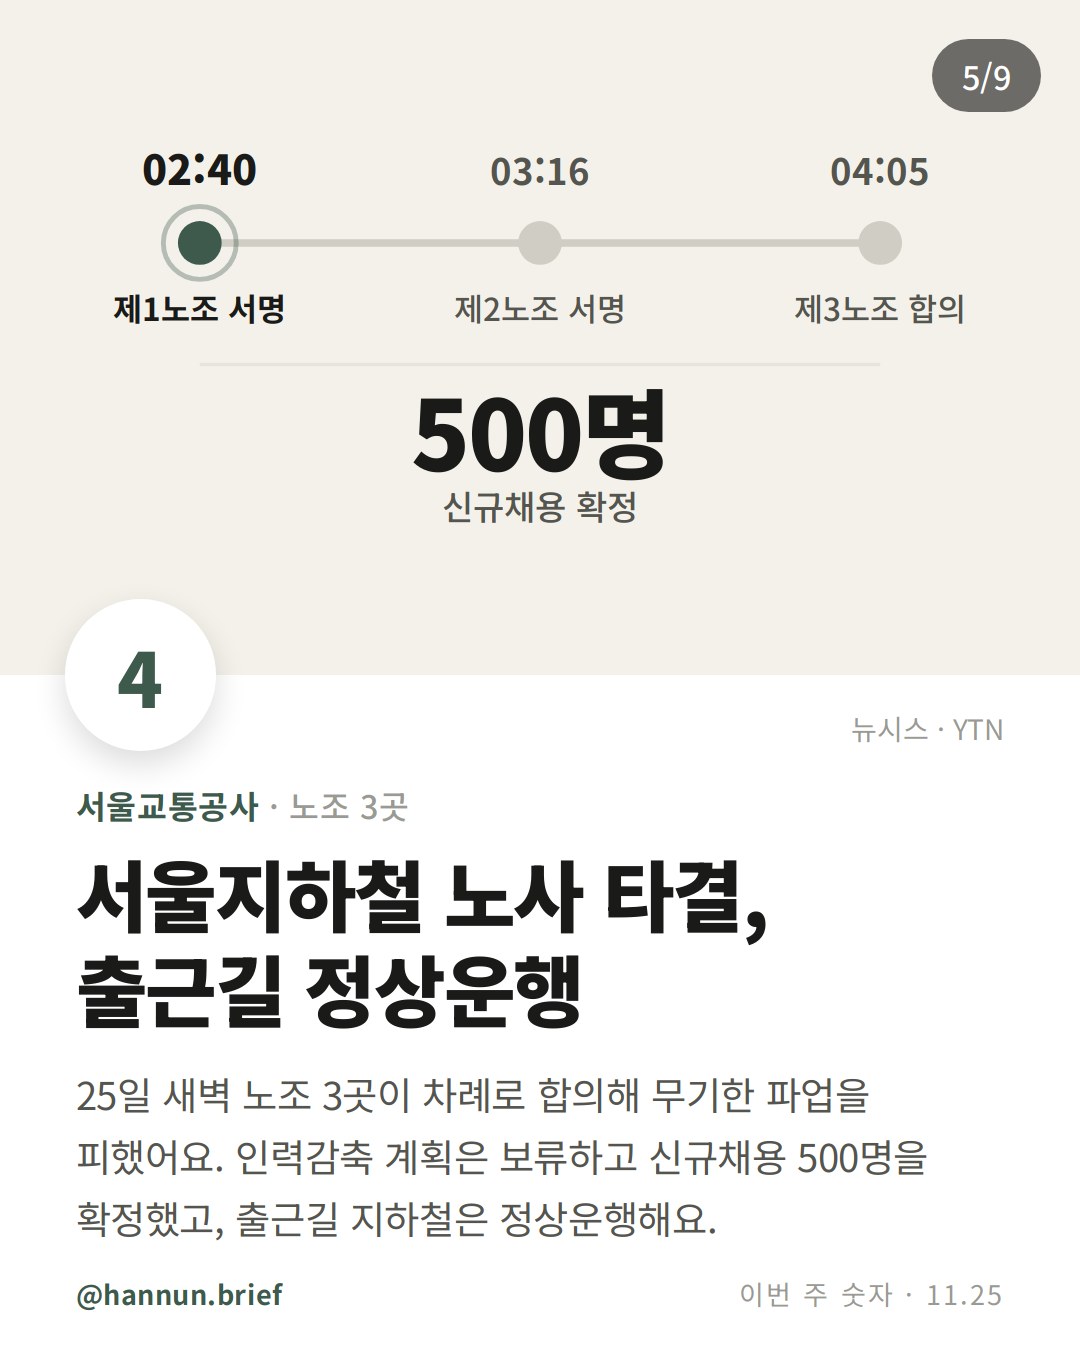 5/9
02:40 03:16 04:05
제1노조 서명 제2노조 서명 제3노조 합의
500명
신규채용 확정
4
뉴시스 · YTN
서울교통공사 · 노조 3곳
서울지하철 노사 타결,
출근길 정상운행
25일 새벽 노조 3곳이 차례로 합의해 무기한 파업을
피했어요. 인력감축 계획은 보류하고 신규채용 500명을
확정했고, 출근길 지하철은 정상운행해요.
@hannun.brief
이번 주 숫자 · 11.25